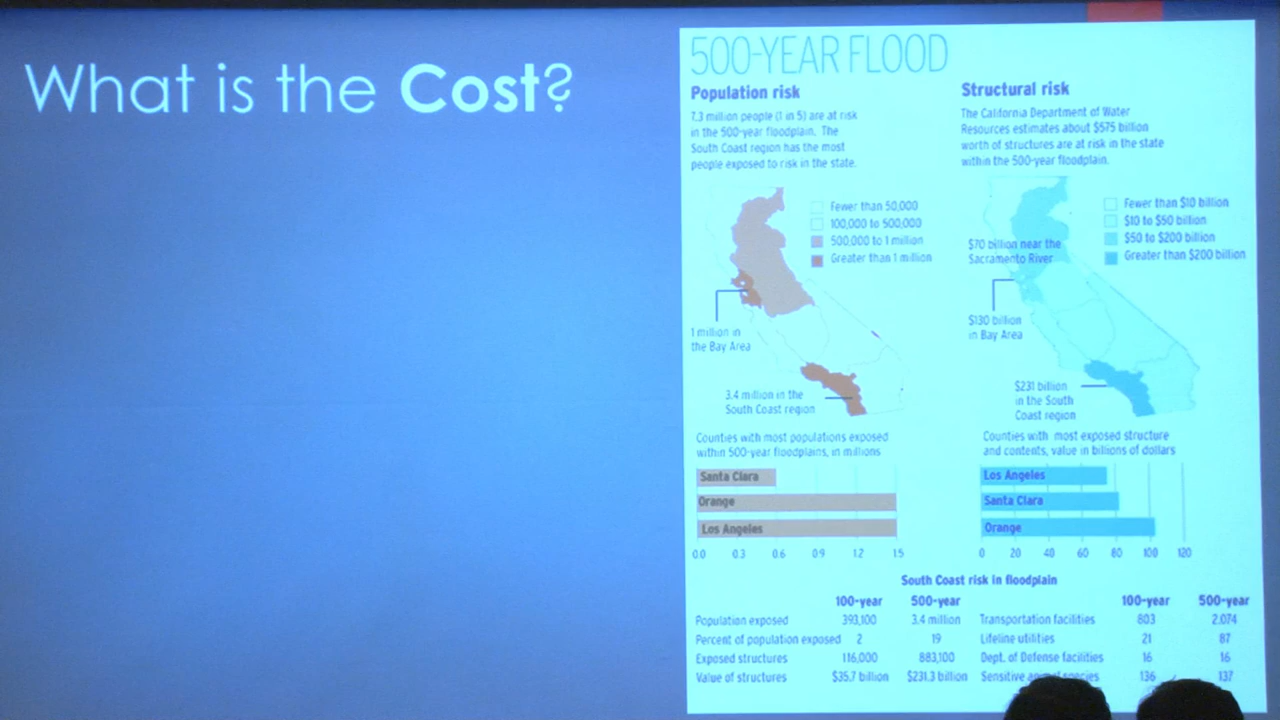 What is the Cost?
500-YEAR FLOOD
Population risk
7.3 million people (1 in 5) are at risk
in the 500-year floodplain. The
South Coast region has the most
people exposed to risk in the state.
Fewer than 50,000
100,000 to 500,000
500,000 to 1 million
Greater than 1 million
1 million in
the Bay Area
3.4 million in the
South Coast region
Counties with most populations exposed
within 500-year floodplains, in millions
Santa Clara
Orange
Los Angeles
0.0 0.3 0.6 0.9 1.2 1.5
Structural risk
The California Department of Water
Resources estimates about $575 billion
worth of structures are at risk in the state
within the 500-year floodplain.
Fewer than $10 billion
$10 to $50 billion
$50 to $200 billion
Greater than $200 billion
$70 billion near the
Sacramento River
$130 billion
in Bay Area
$231 billion
in the South
Coast region
Counties with most exposed structure
and contents, value in billions of dollars
Los Angeles
Santa Clara
Orange
0 20 40 60 80 100 120
South Coast risk in floodplain
100-year 500-year
Population exposed 393,100 3.4 million
Percent of population exposed 2 19
Exposed structures 116,000 883,100
Value of structures $35.7 billion $231.3 billion
100-year 500-year
Transportation facilities 803 2,074
Lifeline utilities 21 87
Dept. of Defense facilities 16 16
Sensitive animal species 136 137